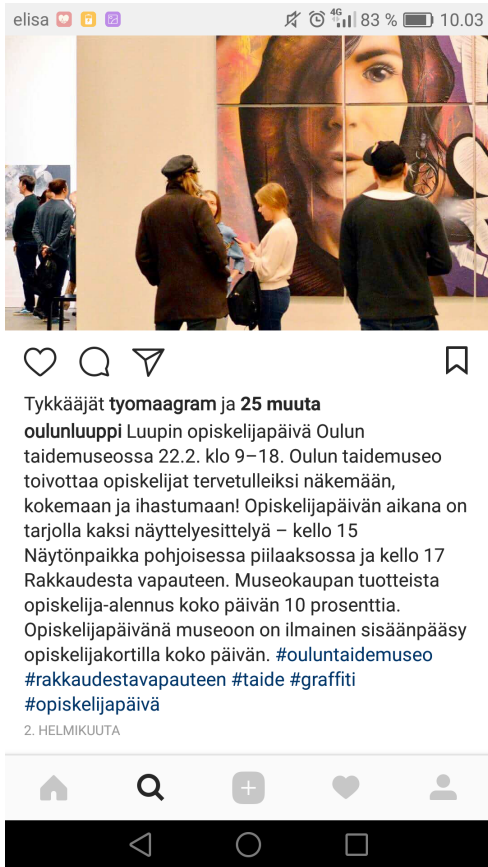 elisa 4G 83 % 10.03
Tykkääjät tyomaagram ja 25 muuta
oulunluuppi Luupin opiskelijapäivä Oulun
taidemuseossa 22.2. klo 9–18. Oulun taidemuseo
toivottaa opiskelijat tervetulleiksi näkemään,
kokemaan ja ihastumaan! Opiskelijapäivän aikana on
tarjolla kaksi näyttelyesittelyä – kello 15
Näytönpaikka pohjoisessa piilaaksossa ja kello 17
Rakkaudesta vapauteen. Museokaupan tuotteista
opiskelija-alennus koko päivän 10 prosenttia.
Opiskelijapäivänä museoon on ilmainen sisäänpääsy
opiskelijakortilla koko päivän. #ouluntaidemuseo
#rakkaudestavapauteen #taide #graffiti
#opiskelijapäivä
2. HELMIKUUTA